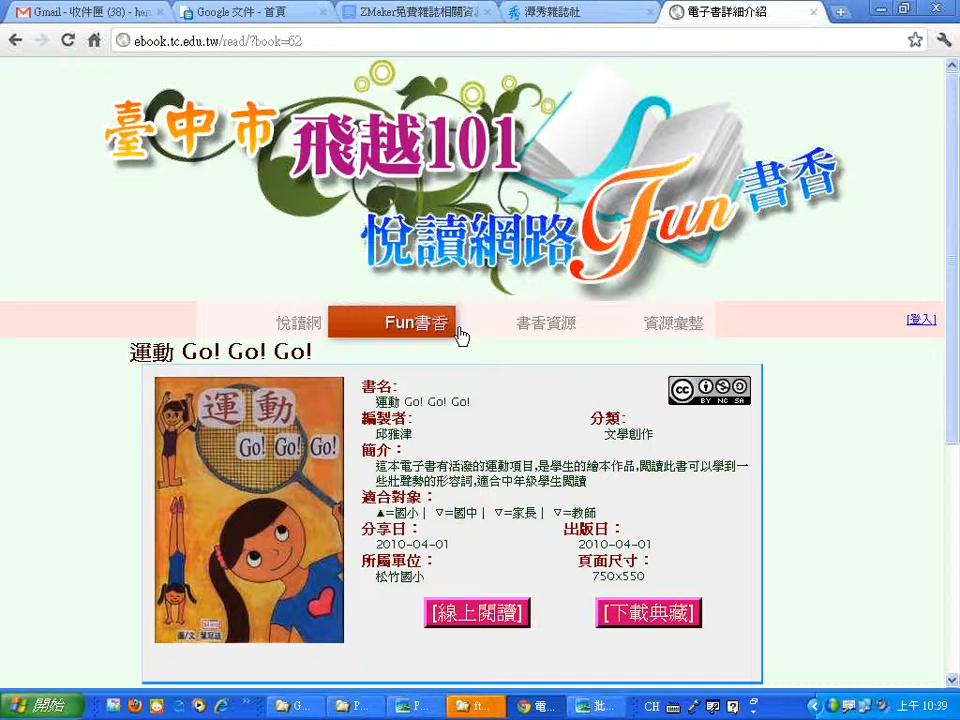 Gmail - 收件匣 (38) - har
Google 文件 - 首頁
ZMaker免費雜誌相關資
潭秀雜誌社
電子書詳細介紹
ebook.tc.edu.tw/read/?book=62
臺中市
飛越101
悅讀網路
Fun
書香
悅讀網
Fun書香
書香資源
資源彙整
[登入]
運動 Go! Go! Go!
運動
Go! Go! Go!
書名:
運動 Go! Go! Go!
cc BY NC SA
編製者:
分類:
邱雅津
文學創作
簡介：
這本電子書有活潑的運動項目,是學生的繪本作品,閱讀此書可以學到一
些壯聲勢的形容詞,適合中年級學生閱讀
適合對象：
▲=國小｜ ▽=國中｜ ▽=家長｜ ▽=教師
分享日：
出版日：
2010-04-01
2010-04-01
所屬單位：
頁面尺寸：
松竹國小
750x550
[線上閱讀]
[下載典藏]
開始
G...
P...
P...
ft...
電...
批...
CH
上午 10:39